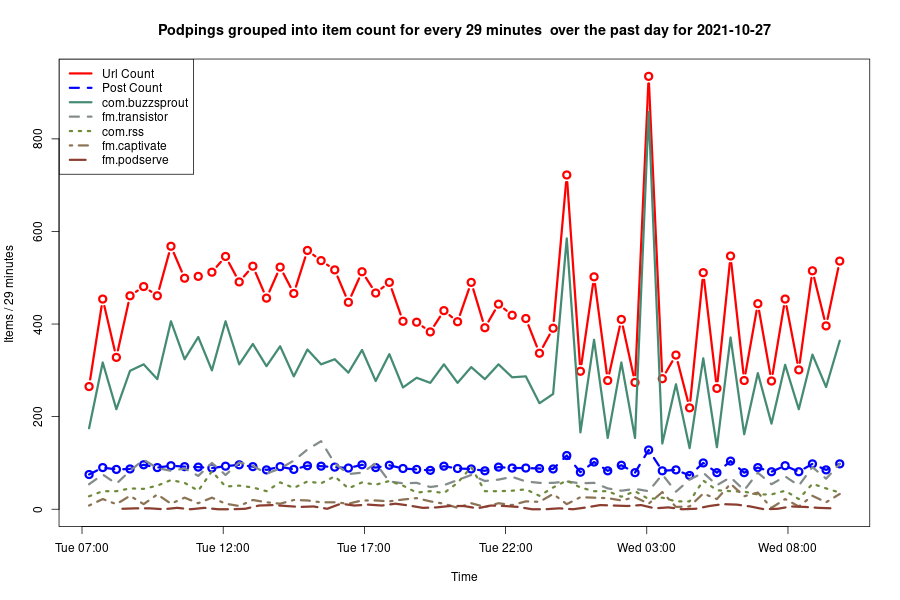 Podpings grouped into item count for every 29 minutes  over the past day for 2021-10-27
Url Count
Post Count
com.buzzsprout
fm.transistor
com.rss
fm.captivate
fm.podserve
Items / 29 minutes
800
600
400
200
0
Tue 07:00
Tue 12:00
Tue 17:00
Tue 22:00
Wed 03:00
Wed 08:00
Time